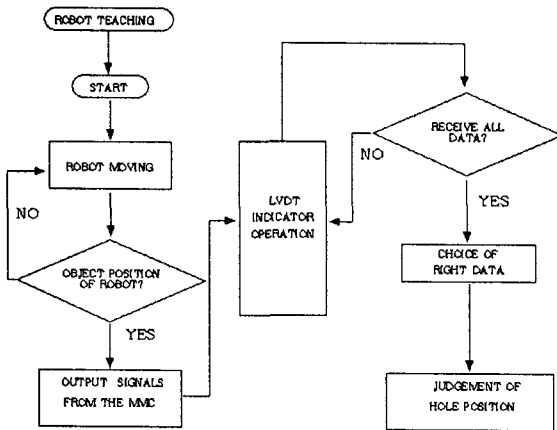 ROBOT TEACHING
START
ROBOT MOVING
NO
OBJECT POSITION
OF ROBOT?
YES
OUTPUT SIGNALS
FROM THE MMC
LVDT
INDICATOR
OPERATION
RECEIVE ALL
DATA?
NO
YES
CHOICE OF
RIGHT DATA
JUDGEMENT OF
HOLE POSITION